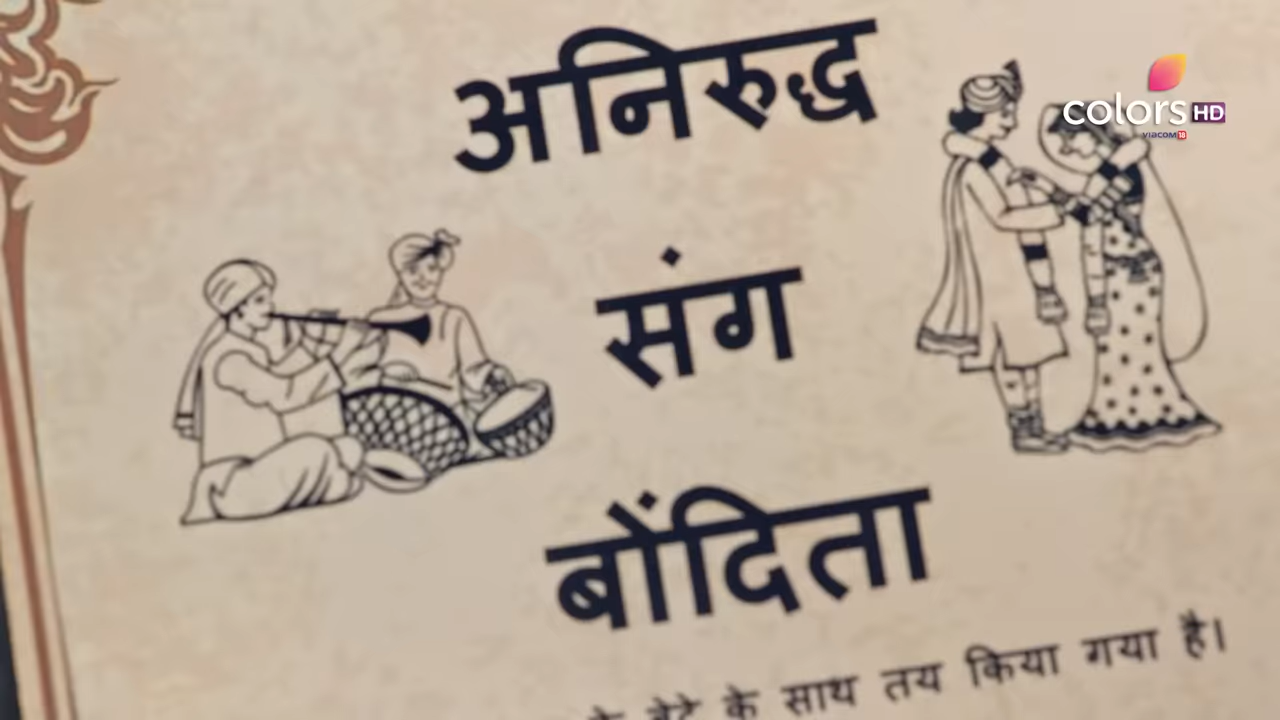 अनिरुद्ध
colors HD
VIACOM18
संग
बोंदिता
बेटे के साथ तय किया गया है।